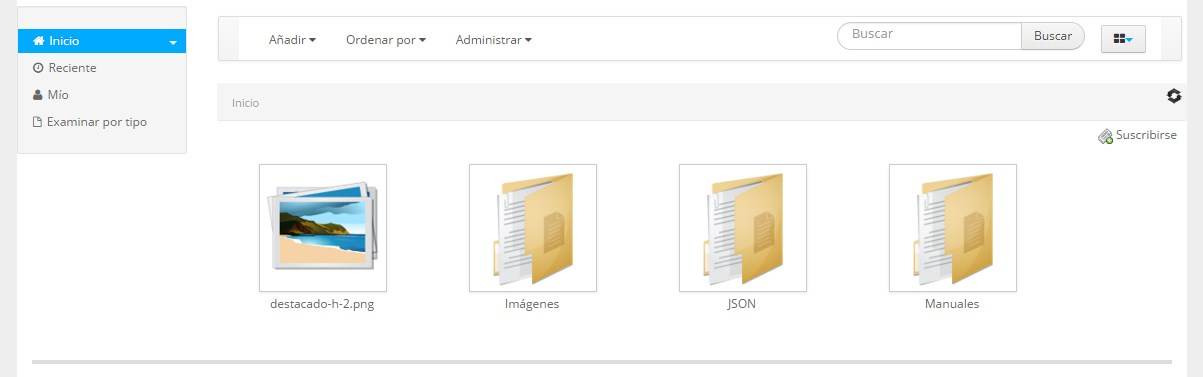 Inicio
Reciente
Mío
Examinar por tipo
Añadir
Ordenar por
Administrar
Buscar
Buscar
Inicio
Suscribirse
destacado-h-2.png
Imágenes
JSON
Manuales